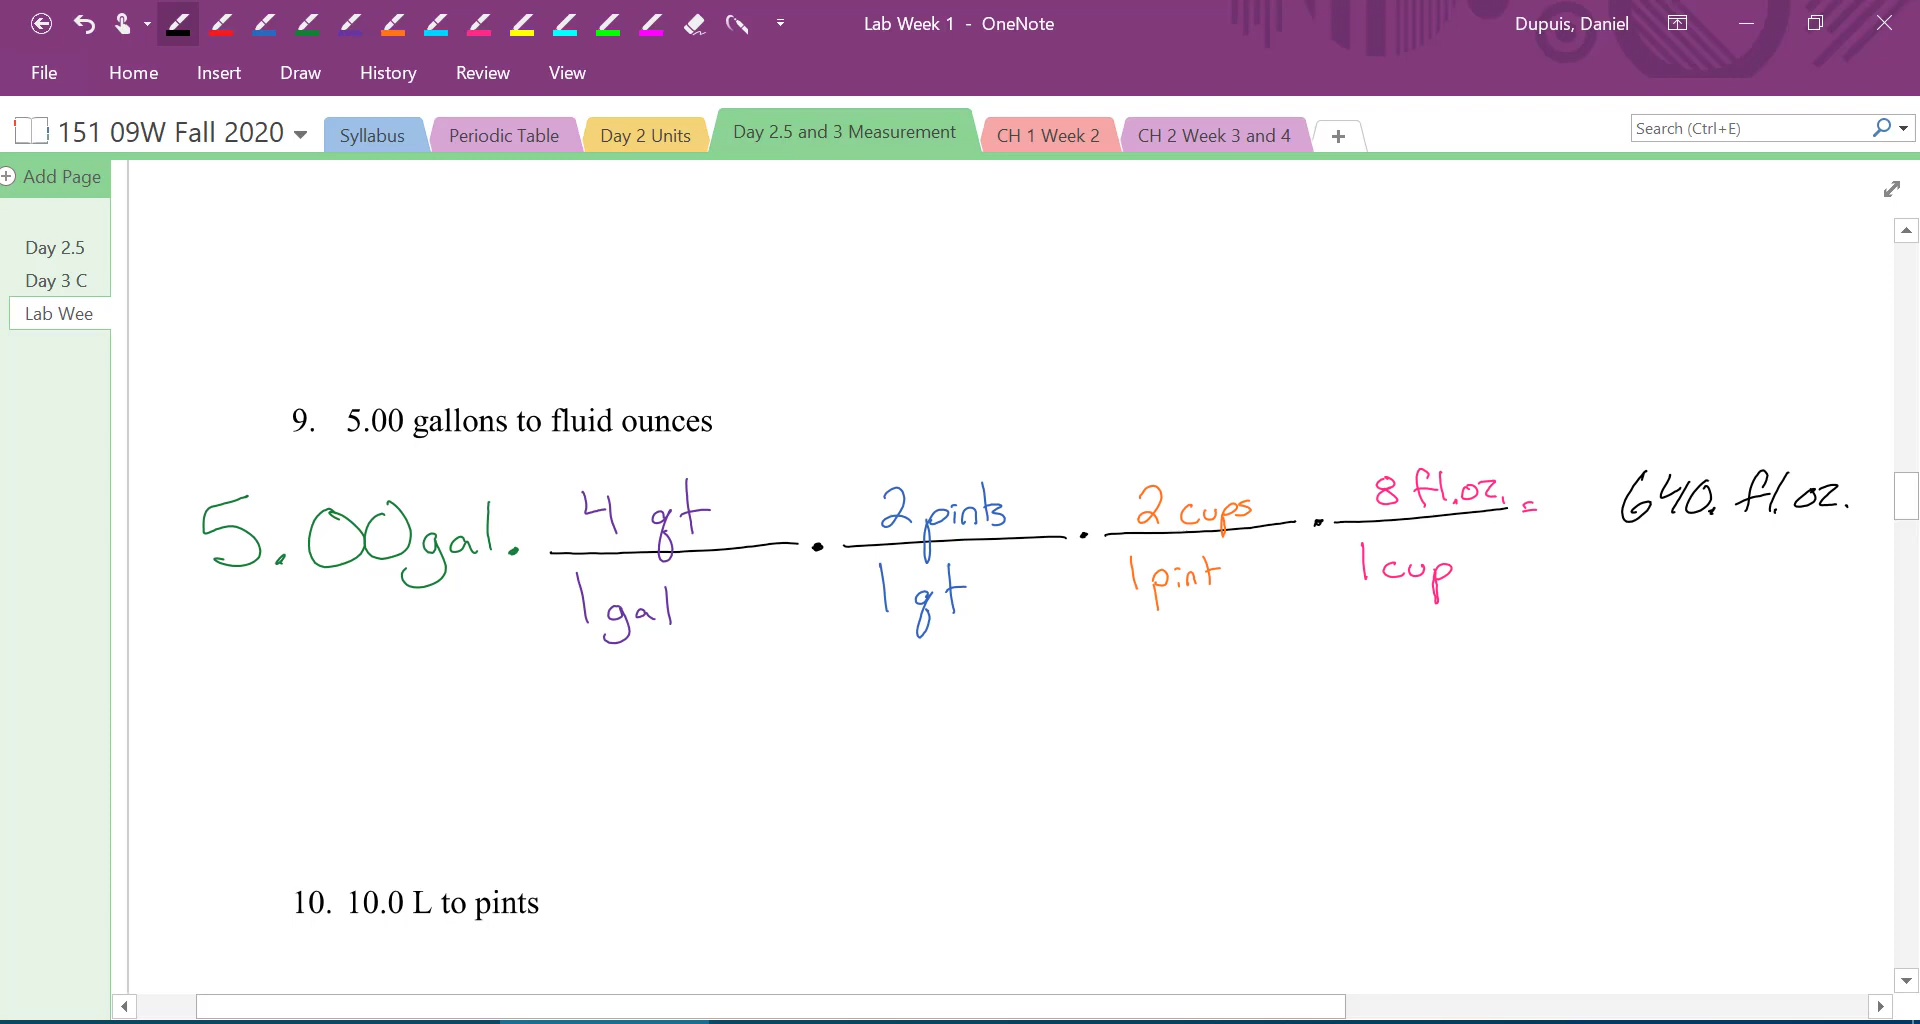 Lab Week 1 - OneNote
Dupuis, Daniel
File Home Insert Draw History Review View
151 09W Fall 2020
Syllabus Periodic Table Day 2 Units Day 2.5 and 3 Measurement CH 1 Week 2 CH 2 Week 3 and 4 +
Search (Ctrl+E)
Add Page
Day 2.5
Day 3 C
Lab Wee
9. 5.00 gallons to fluid ounces
5.00 gal. 4 qt / 1 gal · 2 pints / 1 qt · 2 cups / 1 pint · 8 fl.oz. / 1 cup = 640. fl.oz.
10. 10.0 L to pints